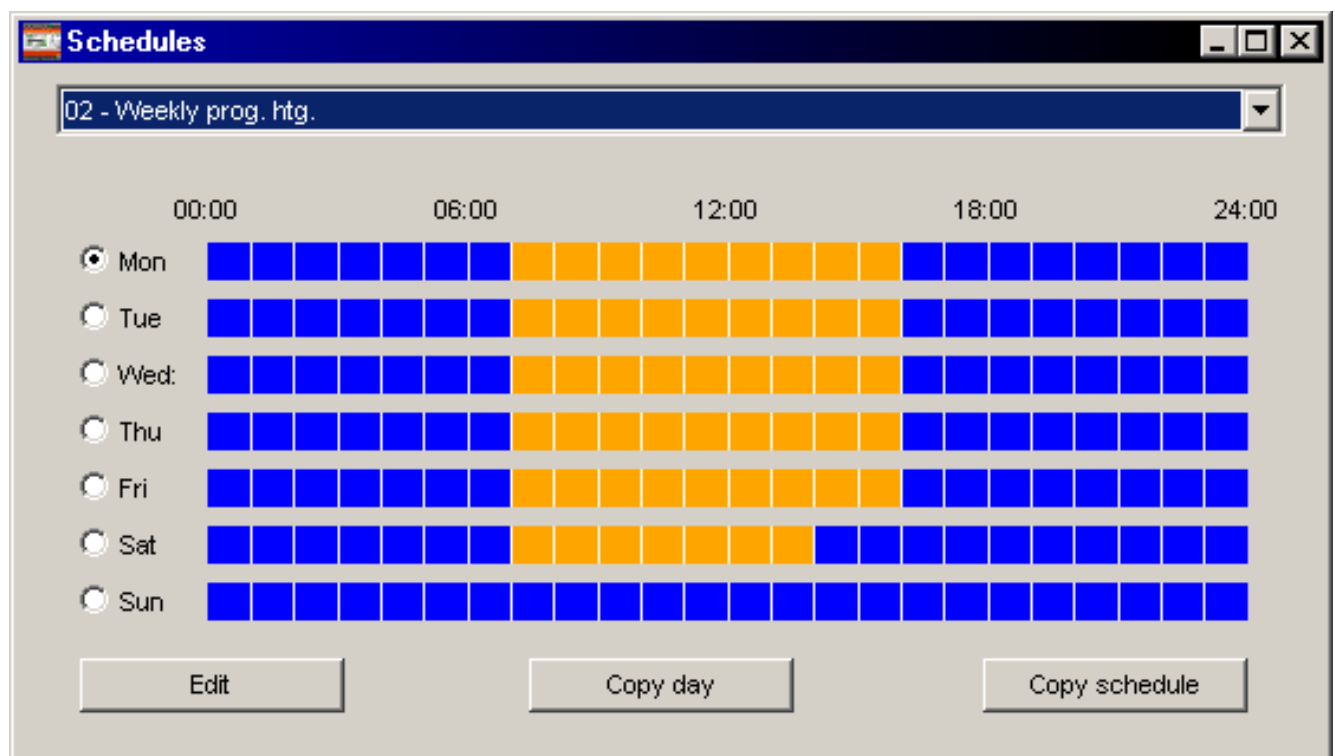 Schedules
02 - Weekly prog. htg.
00:00 06:00 12:00 18:00 24:00
Mon
Tue
Wed:
Thu
Fri
Sat
Sun
Edit Copy day Copy schedule